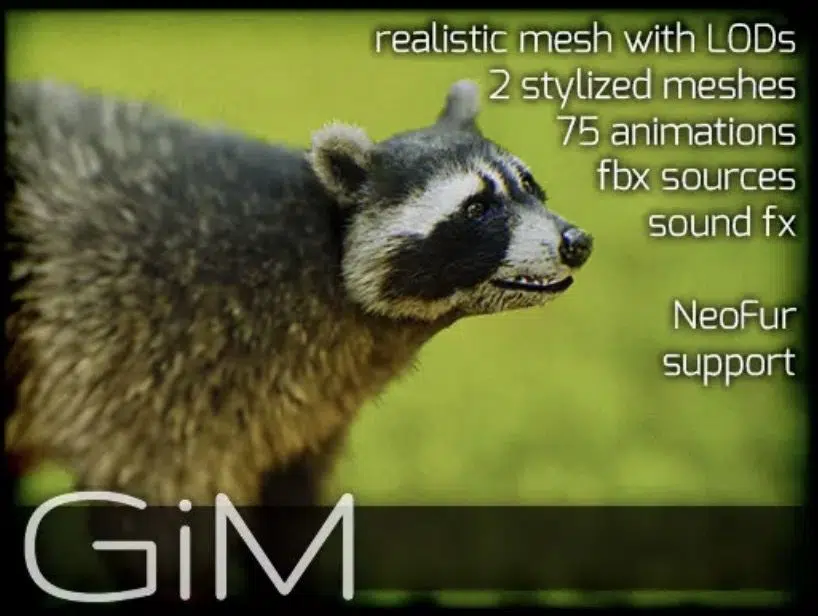 realistic mesh with LODs
2 stylized meshes
75 animations
fbx sources
sound fx
NeoFur
support
GiM